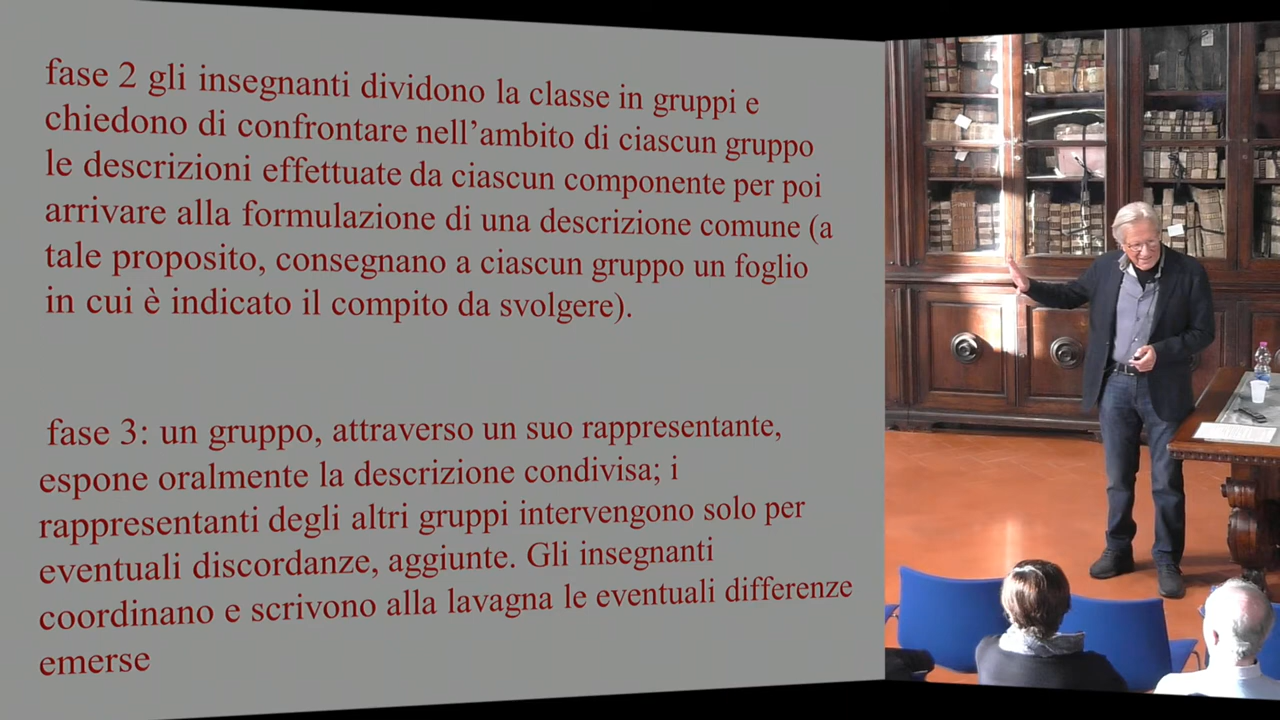 fase 2 gli insegnanti dividono la classe in gruppi e
chiedono di confrontare nell’ambito di ciascun gruppo
le descrizioni effettuate da ciascun componente per poi
arrivare alla formulazione di una descrizione comune (a
tale proposito, consegnano a ciascun gruppo un foglio
in cui è indicato il compito da svolgere).
fase 3: un gruppo, attraverso un suo rappresentante,
espone oralmente la descrizione condivisa; i
rappresentanti degli altri gruppi intervengono solo per
eventuali discordanze, aggiunte. Gli insegnanti
coordinano e scrivono alla lavagna le eventuali differenze
emerse